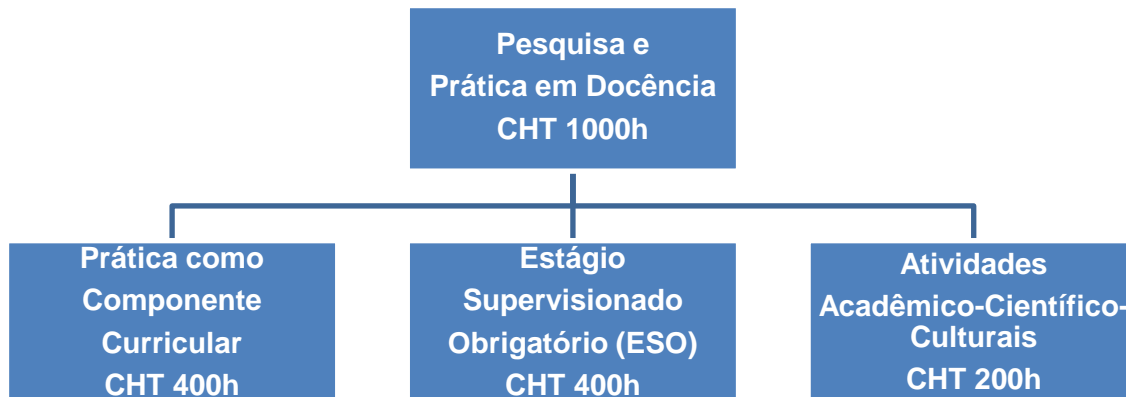 Pesquisa e
Prática em Docência
CHT 1000h
Prática como
Componente
Curricular
CHT 400h
Estágio
Supervisionado
Obrigatório (ESO)
CHT 400h
Atividades
Acadêmico-Científico-
Culturais
CHT 200h